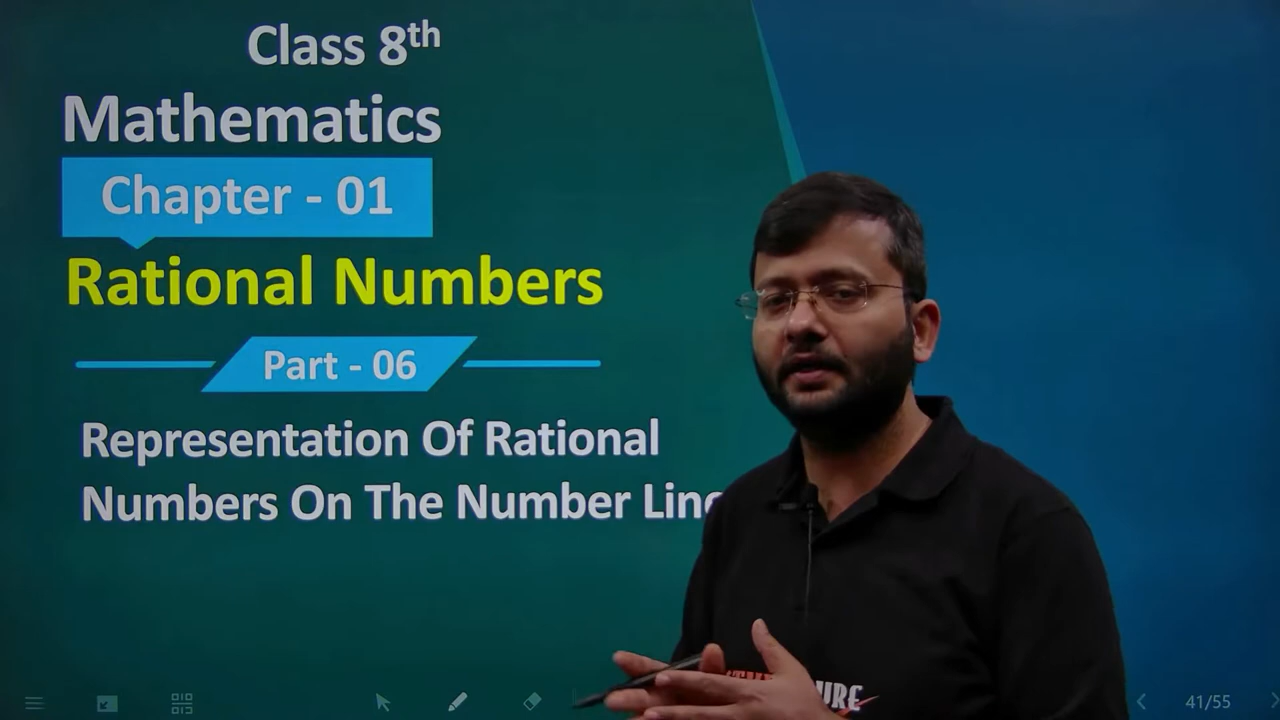 Class 8th
Mathematics
Chapter - 01
Rational Numbers
Part - 06
Representation Of Rational
Numbers On The Number Line
41/55